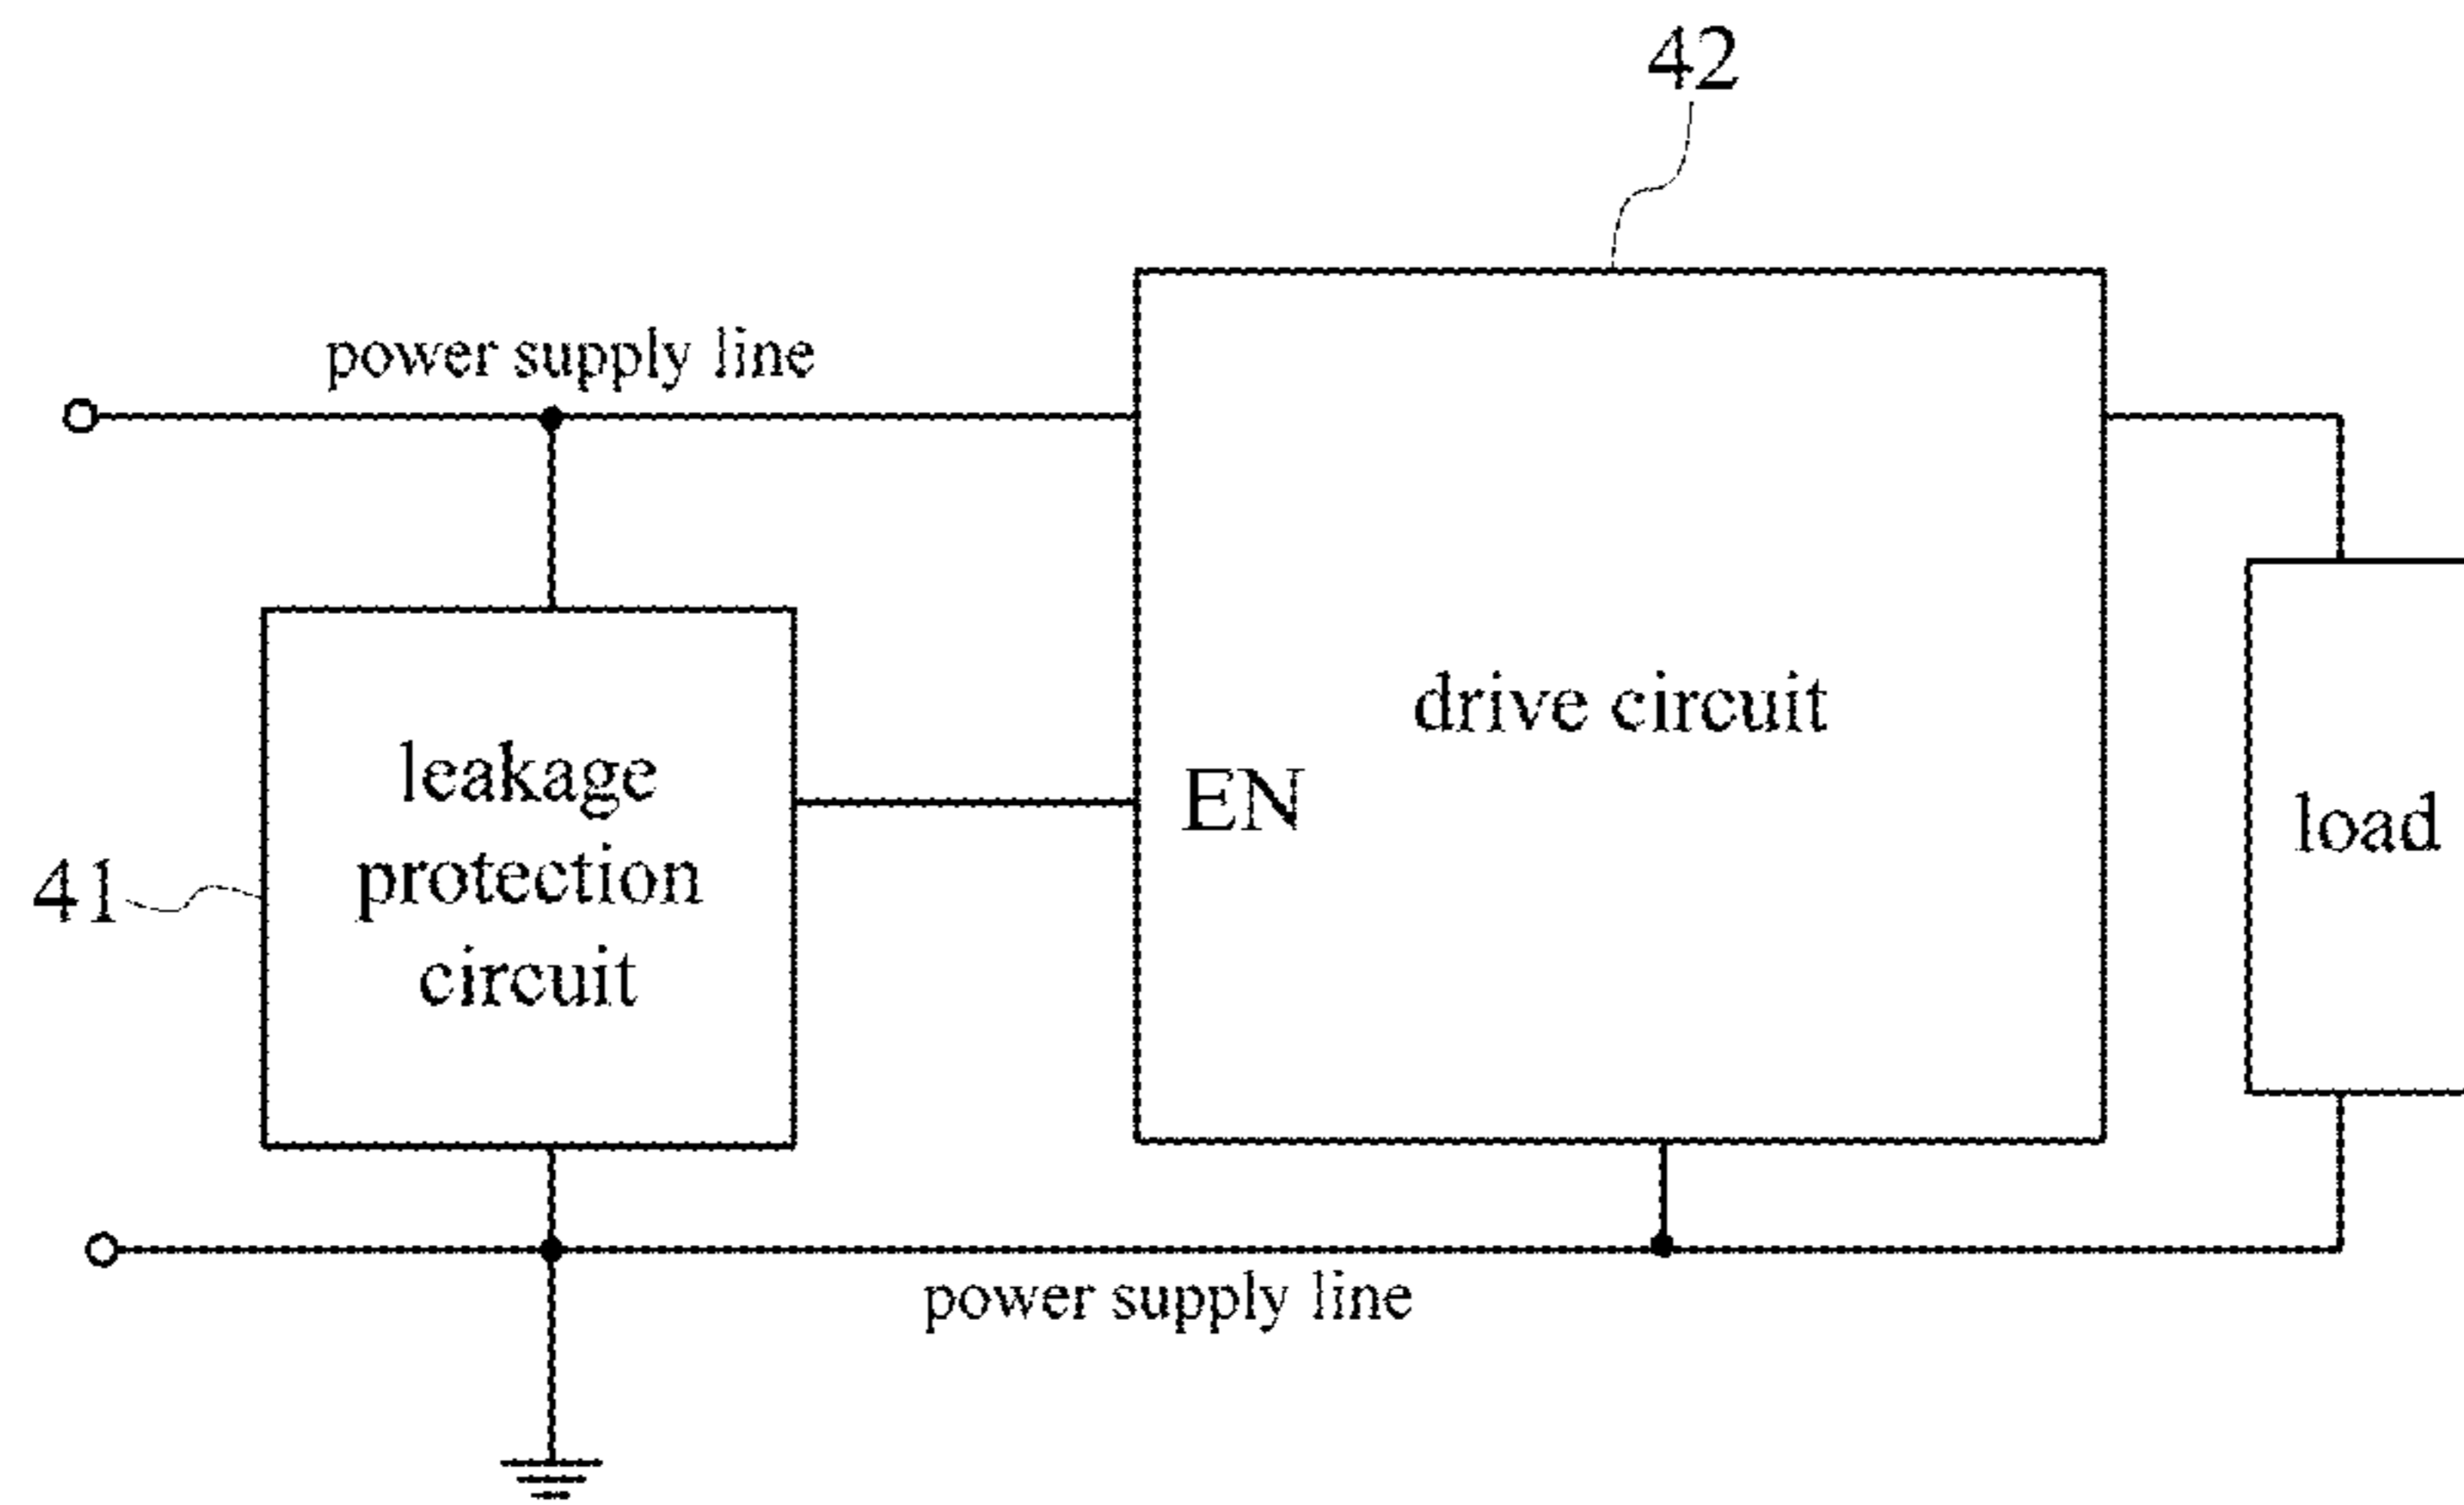 42
power supply line
drive circuit
leakage
protection
circuit
EN
load
41
power supply line